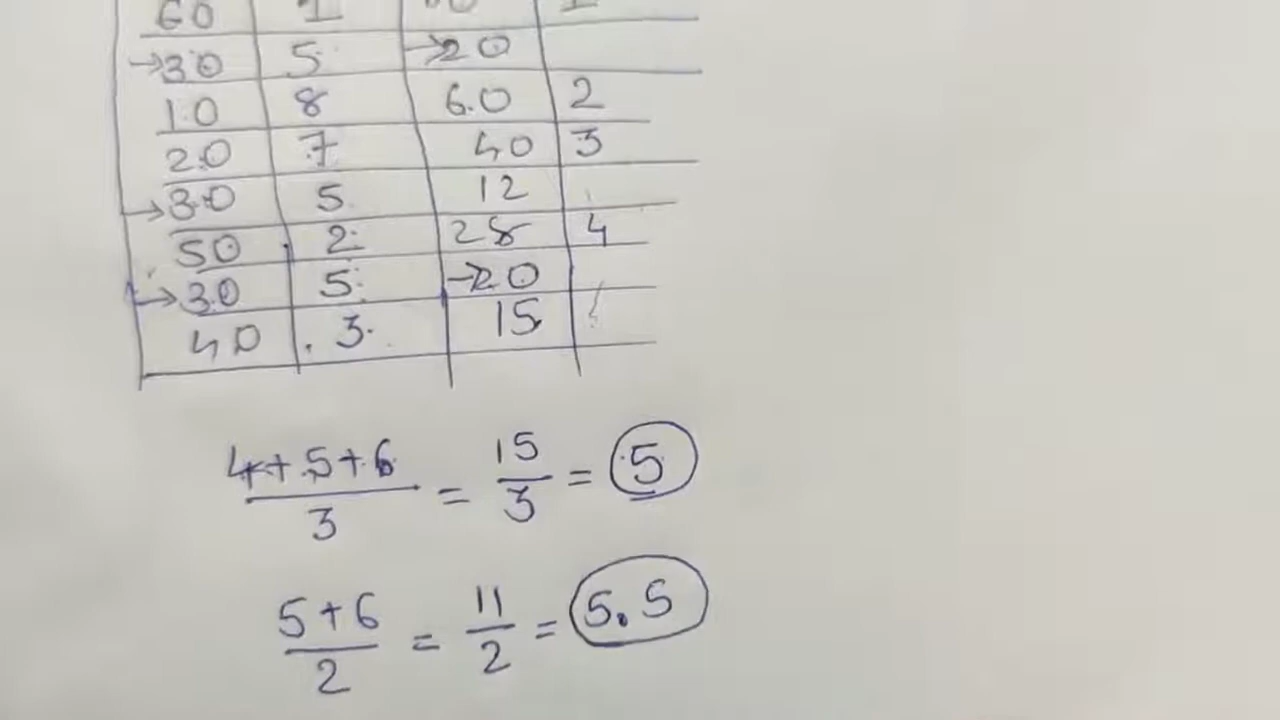 60 1
→30 5 →20
10 8 60 2
20 7 40 3
→30 5 12
50 2 28 4
→30 5 →20
40 3 15
4+5+6/3 = 15/3 = 5
5+6/2 = 11/2 = 5.5